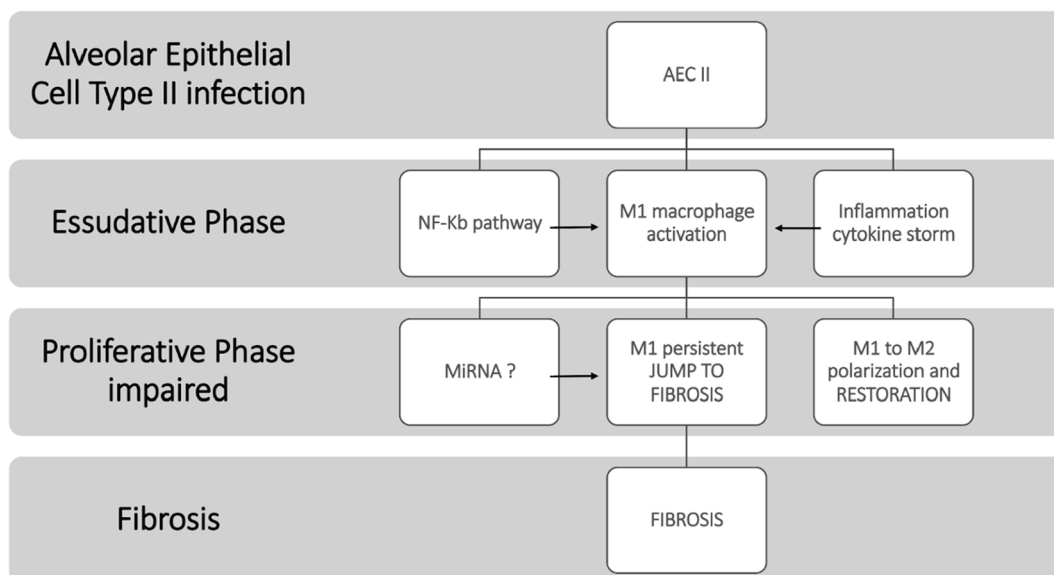 Alveolar Epithelial
Cell Type II infection
AEC II
Essudative Phase
NF-Kb pathway
M1 macrophage
activation
Inflammation
cytokine storm
Proliferative Phase
impaired
MiRNA ?
M1 persistent
JUMP TO
FIBROSIS
M1 to M2
polarization and
RESTORATION
Fibrosis
FIBROSIS